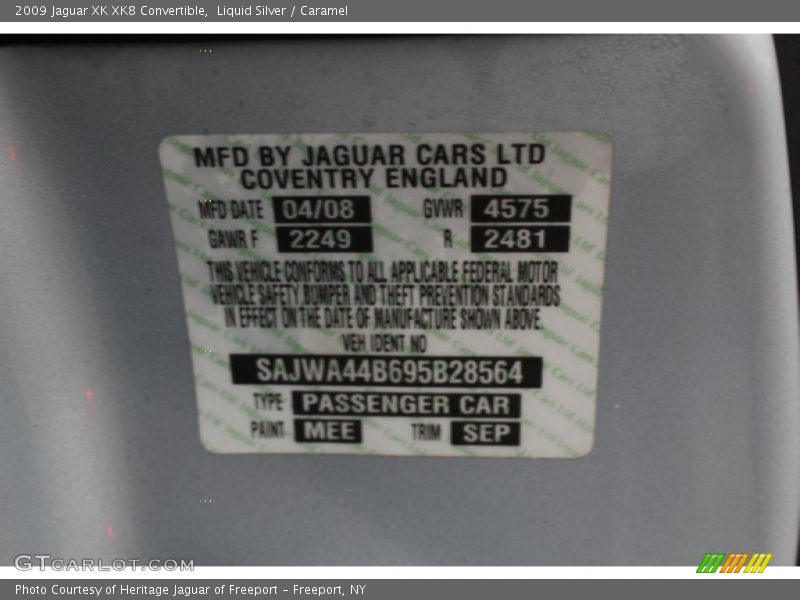 2009 Jaguar XK XK8 Convertible, Liquid Silver / Caramel
MFD BY JAGUAR CARS LTD
COVENTRY ENGLAND
MFD DATE 04/08 GVWR 4575
GAWR F 2249 R 2481
THIS VEHICLE CONFORMS TO ALL APPLICABLE FEDERAL MOTOR
VEHICLE SAFETY, BUMPER AND THEFT PREVENTION STANDARDS
IN EFFECT ON THE DATE OF MANUFACTURE SHOWN ABOVE
VEH IDENT NO
SAJWA44B695B28564
TYPE PASSENGER CAR
PAINT MEE TRIM SEP
GTCARLOT.COM
Photo Courtesy of Heritage Jaguar of Freeport - Freeport, NY